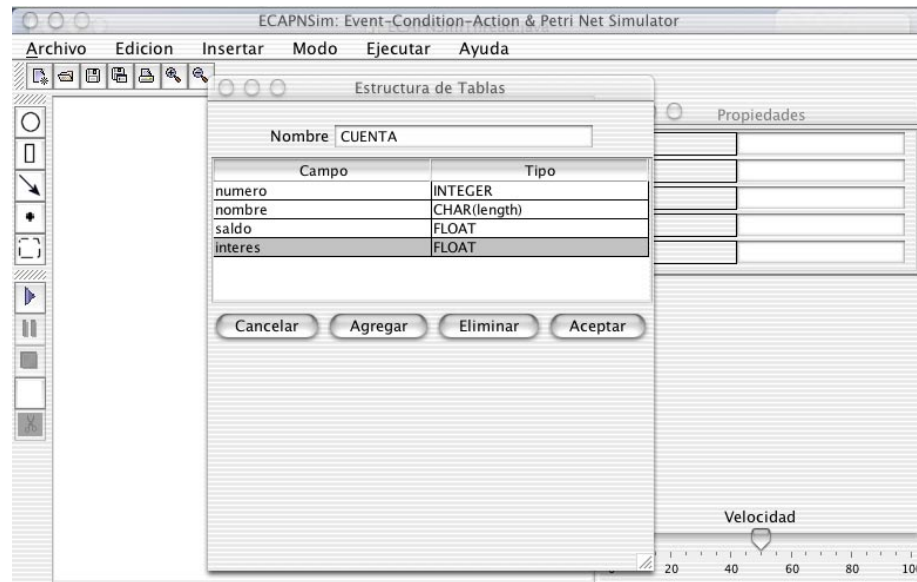 ECAPNSim: Event-Condition-Action & Petri Net Simulator
Archivo Edicion Insertar Modo Ejecutar Ayuda
Estructura de Tablas
Propiedades
Nombre CUENTA
Campo Tipo
numero INTEGER
nombre CHAR(length)
saldo FLOAT
interes FLOAT
Cancelar Agregar Eliminar Aceptar
Velocidad
20 40 60 80